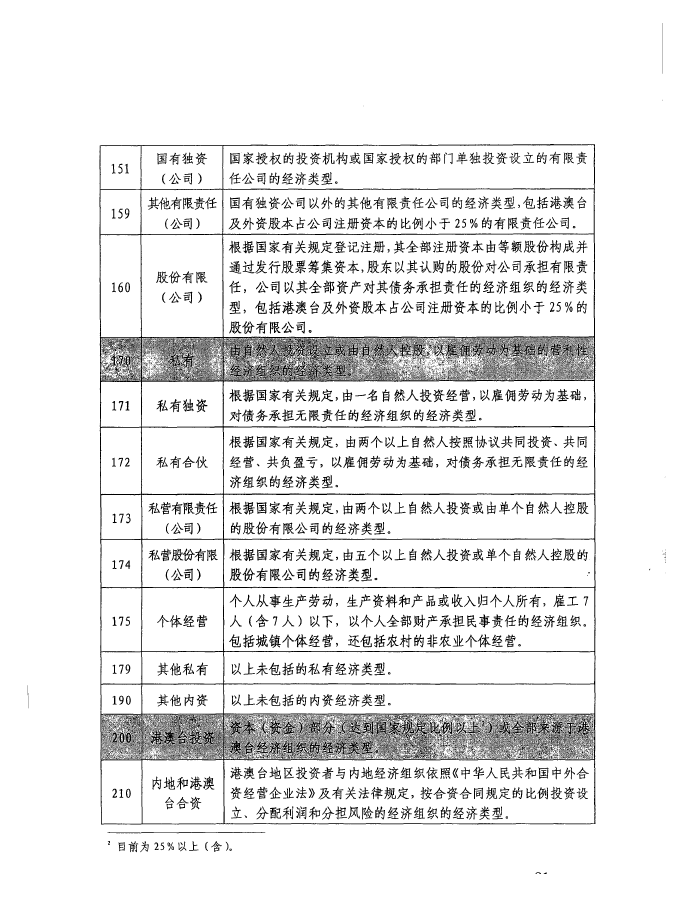 151
国有独资
（公司）
国家授权的投资机构或国家授权的部门单独投资设立的有限责
任公司的经济类型。
159
其他有限责任
（公司）
国有独资公司以外的其他有限责任公司的经济类型,包括港澳台
及外资股本占公司注册资本的比例小于25%的有限责任公司。
160
股份有限
（公司）
根据国家有关规定登记注册,其全部注册资本由等额股份构成并
通过发行股票筹集资本,股东以其认购的股份对公司承担有限责
任，公司以其全部资产对其债务承担责任的经济组织的经济类
型，包括港澳台及外资股本占公司注册资本的比例小于25%的
股份有限公司。
170
私有
由自然人投资设立或由自然人控股,以雇佣劳动为基础的营利性
经济组织的经济类型。
171
私有独资
根据国家有关规定,由一名自然人投资经营,以雇佣劳动为基础,
对债务承担无限责任的经济组织的经济类型。
172
私有合伙
根据国家有关规定，由两个以上自然人按照协议共同投资、共同
经营、共负盈亏，以雇佣劳动为基础，对债务承担无限责任的经
济组织的经济类型。
173
私营有限责任
（公司）
根据国家有关规定,由两个以上自然人投资或由单个自然人控股
的股份有限公司的经济类型。
174
私营股份有限
（公司）
根据国家有关规定,由五个以上自然人投资或单个自然人控股的
股份有限公司的经济类型。
175
个体经营
个人从事生产劳动，生产资料和产品或收入归个人所有，雇工7
人（含7人）以下，以个人全部财产承担民事责任的经济组织。
包括城镇个体经营，还包括农村的非农业个体经营。
179
其他私有
以上未包括的私有经济类型。
190
其他内资
以上未包括的内资经济类型。
200
港澳台投资
资本（资金）部分（达到国家规定比例以上²）或全部来源于港
澳台经济组织的经济类型。
210
内地和港澳
台合资
港澳台地区投资者与内地经济组织依照《中华人民共和国中外合
资经营企业法》及有关法律规定，按合资合同规定的比例投资设
立、分配利润和分担风险的经济组织的经济类型。
² 目前为25%以上（含）。